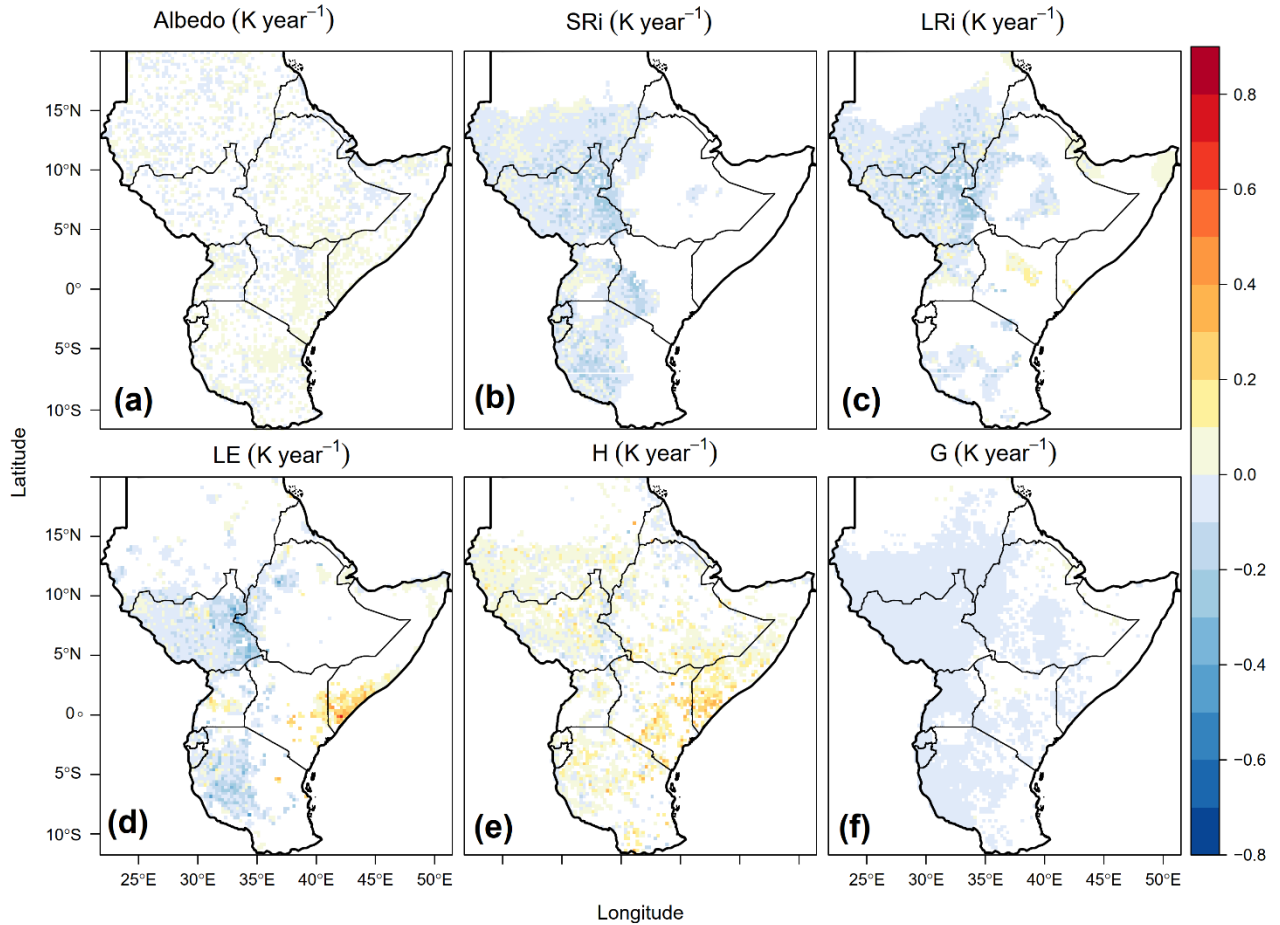 Albedo (K year⁻¹)
SRi (K year⁻¹)
LRi (K year⁻¹)
15°N
10°N
5°N
0°
5°S
10°S
(a)
(b)
(c)
0.8
0.6
0.4
0.2
0.0
−0.2
−0.4
−0.6
−0.8
Latitude
LE (K year⁻¹)
H (K year⁻¹)
G (K year⁻¹)
15°N
10°N
5°N
0°
5°S
10°S
(d)
(e)
(f)
25°E 30°E 35°E 40°E 45°E 50°E
25°E 30°E 35°E 40°E 45°E 50°E
Longitude